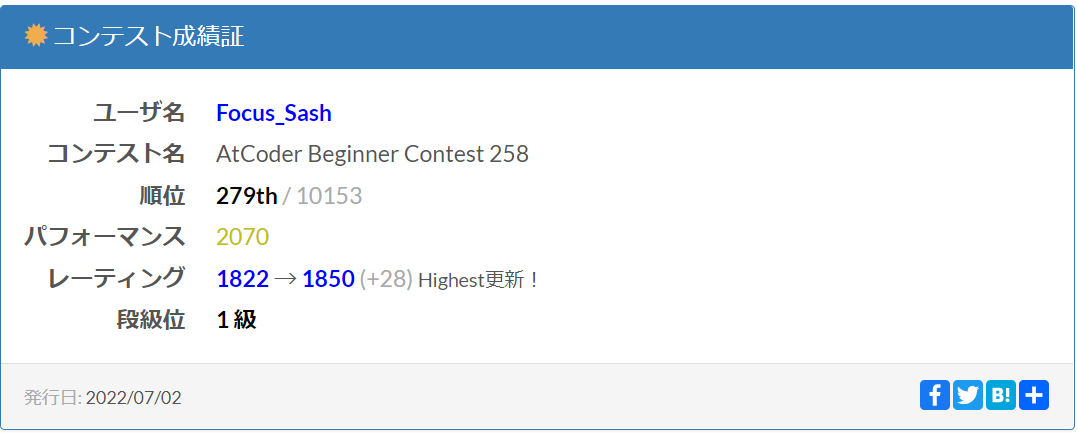 コンテスト成績証
ユーザ名 Focus_Sash
コンテスト名 AtCoder Beginner Contest 258
順位 279th / 10153
パフォーマンス 2070
レーティング 1822 → 1850 (+28) Highest更新！
段級位 1 級
発行日: 2022/07/02
B!